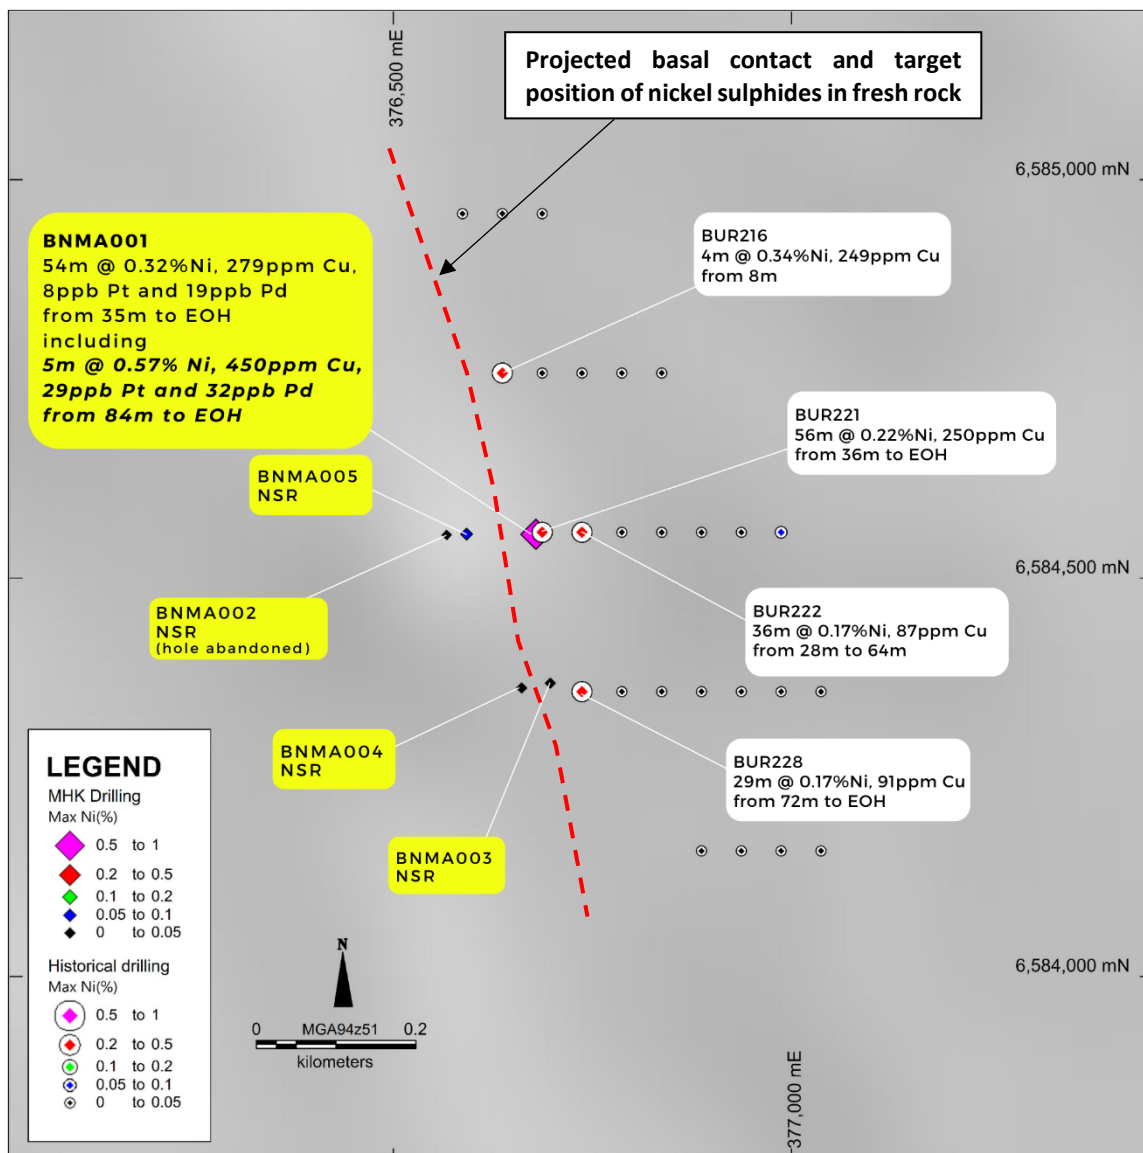 376,500 mE
Projected basal contact and target
position of nickel sulphides in fresh rock
6,585,000 mN
BNMA001
54m @ 0.32%Ni, 279ppm Cu,
8ppb Pt and 19ppb Pd
from 35m to EOH
including
5m @ 0.57% Ni, 450ppm Cu,
29ppb Pt and 32ppb Pd
from 84m to EOH
BUR216
4m @ 0.34%Ni, 249ppm Cu
from 8m
BUR221
56m @ 0.22%Ni, 250ppm Cu
from 36m to EOH
BNMA005
NSR
6,584,500 mN
BNMA002
NSR
(hole abandoned)
BUR222
36m @ 0.17%Ni, 87ppm Cu
from 28m to 64m
BNMA004
NSR
BUR228
29m @ 0.17%Ni, 91ppm Cu
from 72m to EOH
BNMA003
NSR
LEGEND
MHK Drilling
Max Ni(%)
0.5 to 1
0.2 to 0.5
0.1 to 0.2
0.05 to 0.1
0 to 0.05
Historical drilling
Max Ni(%)
0.5 to 1
0.2 to 0.5
0.1 to 0.2
0.05 to 0.1
0 to 0.05
N
0 MGA94z51 0.2
kilometers
6,584,000 mN
377,000 mE